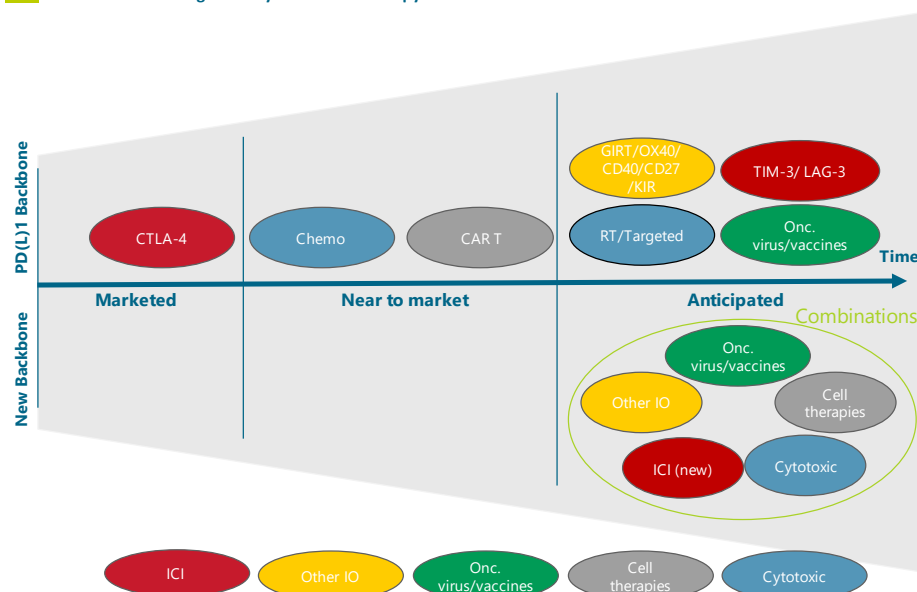 PD(L)1 Backbone
New Backbone
GIRT/OX40/
CD40/CD27
/KIR
TIM-3/ LAG-3
CTLA-4
Chemo
CAR T
RT/Targeted
Onc.
virus/vaccines
Time
Marketed
Near to market
Anticipated
Combinations
Onc.
virus/vaccines
Other IO
Cell
therapies
ICI (new)
Cytotoxic
ICI
Other IO
Onc.
virus/vaccines
Cell
therapies
Cytotoxic